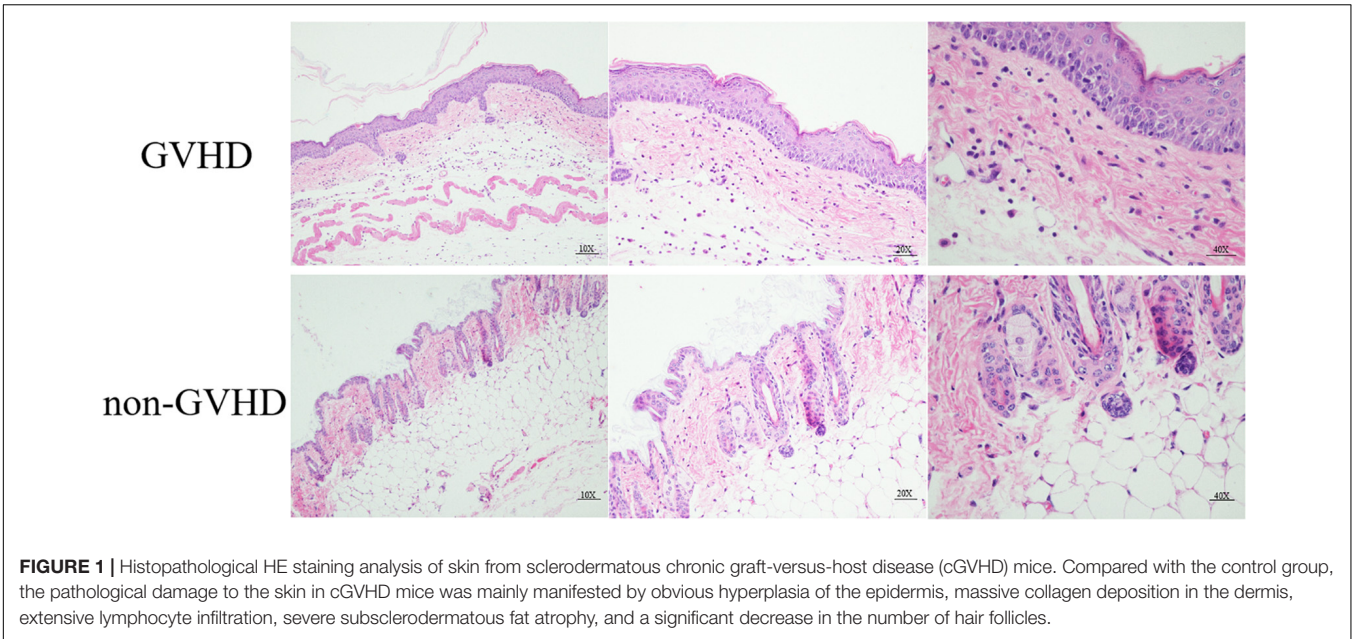 GVHD
10X
20X
40X
non-GVHD
10X
20X
40X
FIGURE 1 | Histopathological HE staining analysis of skin from sclerodermatous chronic graft-versus-host disease (cGVHD) mice. Compared with the control group,
the pathological damage to the skin in cGVHD mice was mainly manifested by obvious hyperplasia of the epidermis, massive collagen deposition in the dermis,
extensive lymphocyte infiltration, severe subsclerodermatous fat atrophy, and a significant decrease in the number of hair follicles.